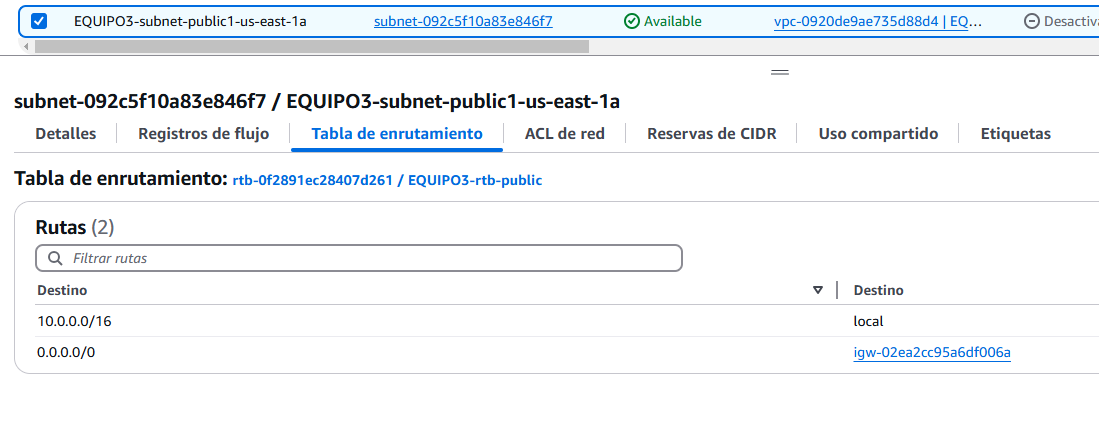 EQUIPO3-subnet-public1-us-east-1a subnet-092c5f10a83e846f7 Available vpc-0920de9ae735d88d4 | EQ... Desactiva
subnet-092c5f10a83e846f7 / EQUIPO3-subnet-public1-us-east-1a
Detalles Registros de flujo Tabla de enrutamiento ACL de red Reservas de CIDR Uso compartido Etiquetas
Tabla de enrutamiento: rtb-0f2891ec28407d261 / EQUIPO3-rtb-public
Rutas (2)
Filtrar rutas
Destino Destino
10.0.0.0/16 local
0.0.0.0/0 igw-02ea2cc95a6df006a